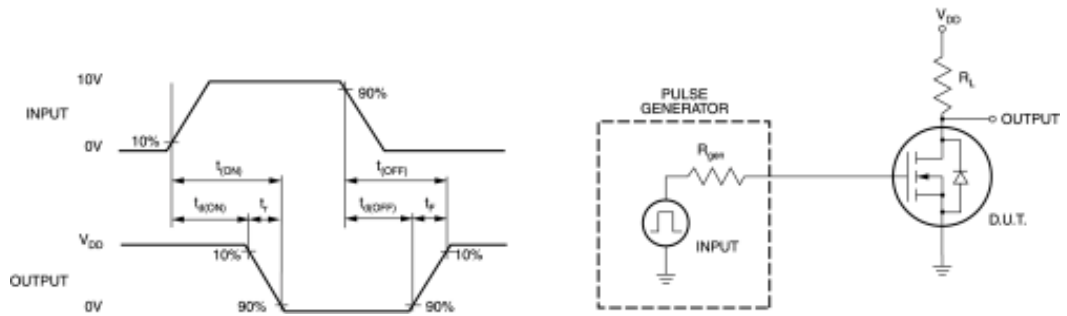 10V
INPUT
0V
10%
90%
t(ON)
t(OFF)
td(ON)
tr
td(OFF)
tF
VDD
OUTPUT
0V
10%
90%
90%
10%
VDD
RL
OUTPUT
PULSE
GENERATOR
Rgen
INPUT
D.U.T.